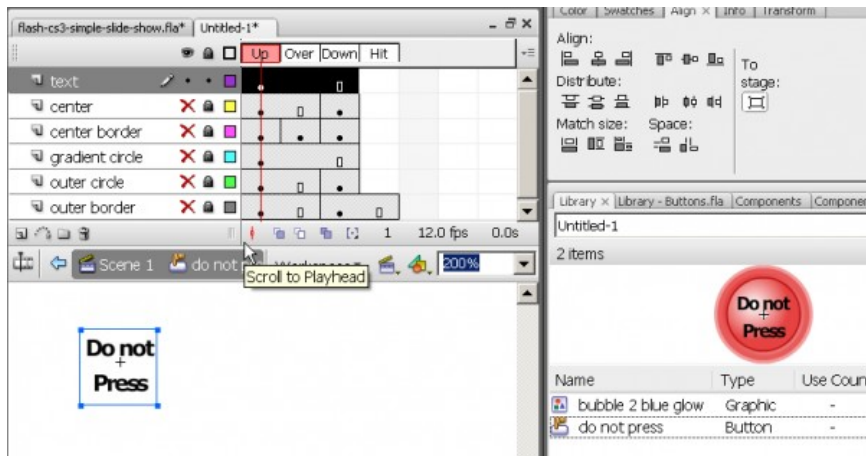 flash-cs3-simple-slide-show.fla* Untitled-1*
Up Over Down Hit
text
center
center border
gradient circle
outer circle
outer border
1 12.0 fps 0.0s
Scene 1 do not 200%
Scroll to Playhead
Do not
Press
Color Swatches Align × Info Transform
Align:
To
stage:
Distribute:
Match size: Space:
Library × Library - Buttons.fla Components
Untitled-1
2 items
Do not
Press
Name Type Use Coun
bubble 2 blue glow Graphic -
do not press Button -